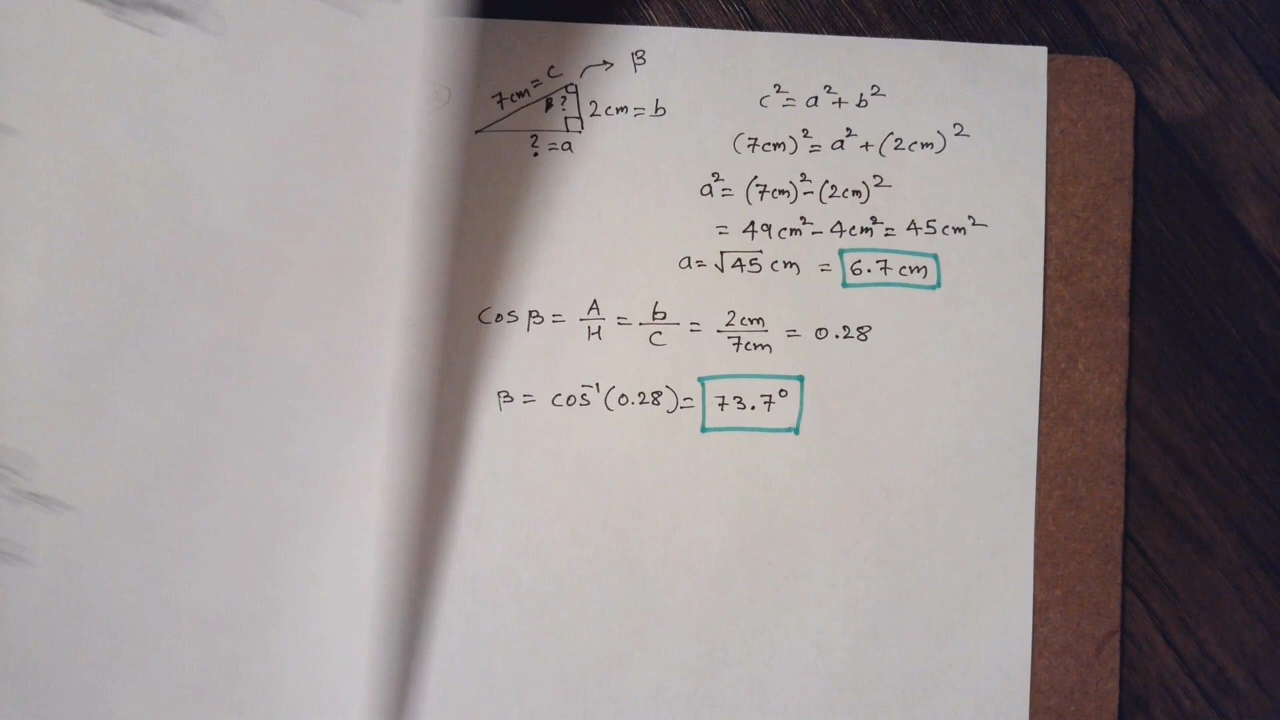 7cm = c
β
β ?
2cm = b
? = a
c² = a² + b²
(7cm)² = a² + (2cm)²
a² = (7cm)² - (2cm)²
= 49cm² - 4cm² = 45cm²
a = √45 cm = 6.7 cm
cos β = A/H = b/c = 2cm/7cm = 0.28
β = cos⁻¹(0.28) = 73.7°